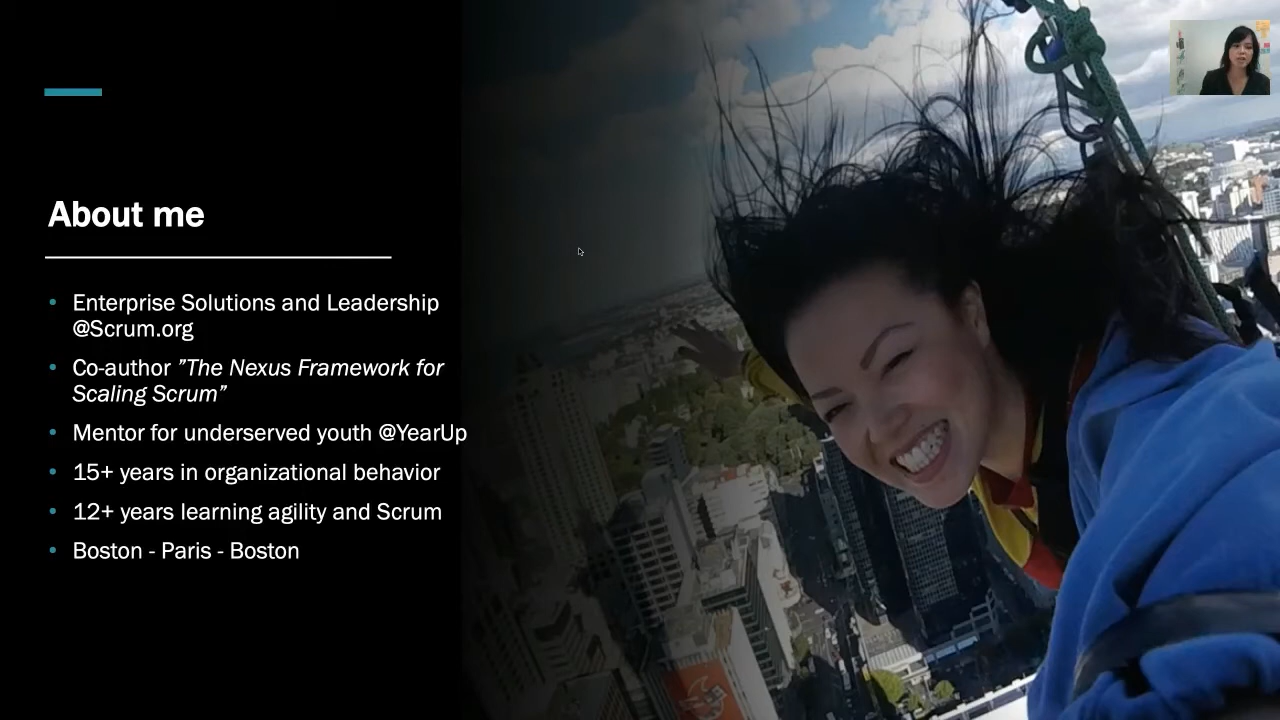 About me
• Enterprise Solutions and Leadership
@Scrum.org
• Co-author ”The Nexus Framework for
Scaling Scrum”
• Mentor for underserved youth @YearUp
• 15+ years in organizational behavior
• 12+ years learning agility and Scrum
• Boston - Paris - Boston